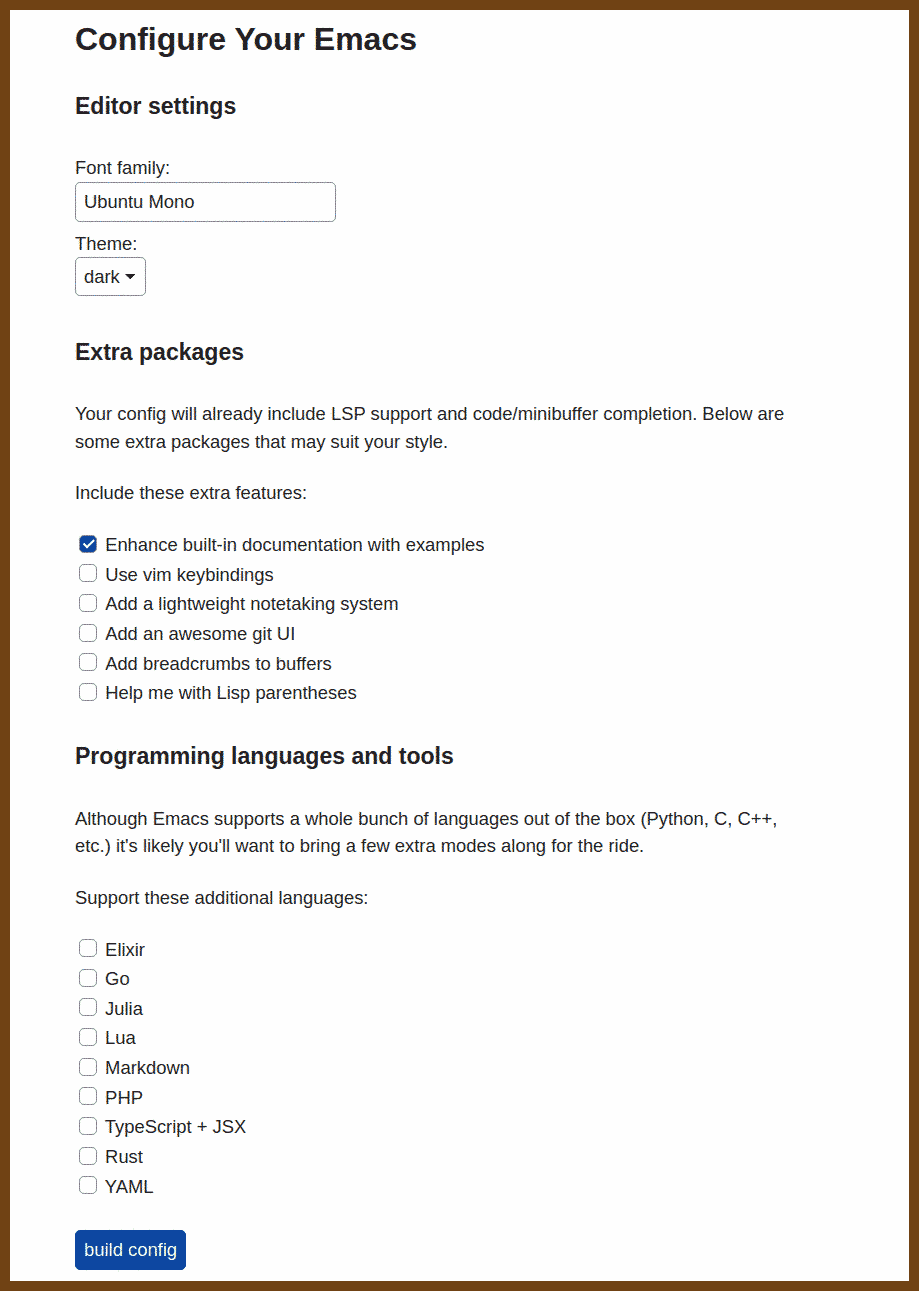 Configure Your Emacs
Editor settings
Font family:
Ubuntu Mono
Theme:
dark
Extra packages
Your config will already include LSP support and code/minibuffer completion. Below are
some extra packages that may suit your style.
Include these extra features:
Enhance built-in documentation with examples
Use vim keybindings
Add a lightweight notetaking system
Add an awesome git UI
Add breadcrumbs to buffers
Help me with Lisp parentheses
Programming languages and tools
Although Emacs supports a whole bunch of languages out of the box (Python, C, C++,
etc.) it's likely you'll want to bring a few extra modes along for the ride.
Support these additional languages:
Elixir
Go
Julia
Lua
Markdown
PHP
TypeScript + JSX
Rust
YAML
build config